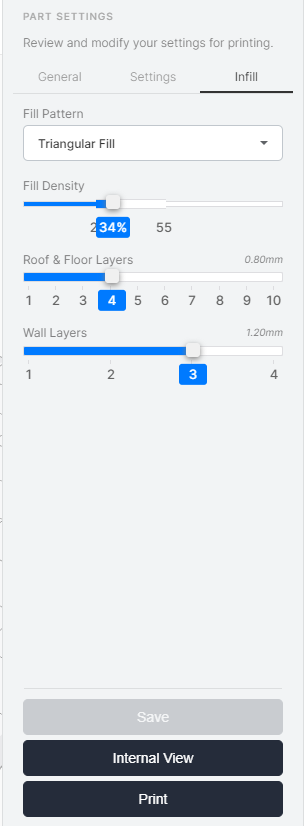 PART SETTINGS
Review and modify your settings for printing.
General Settings Infill
Fill Pattern
Triangular Fill
Fill Density
34% 55
Roof & Floor Layers 0.80mm
1 2 3 4 5 6 7 8 9 10
Wall Layers 1.20mm
1 2 3 4
Save
Internal View
Print